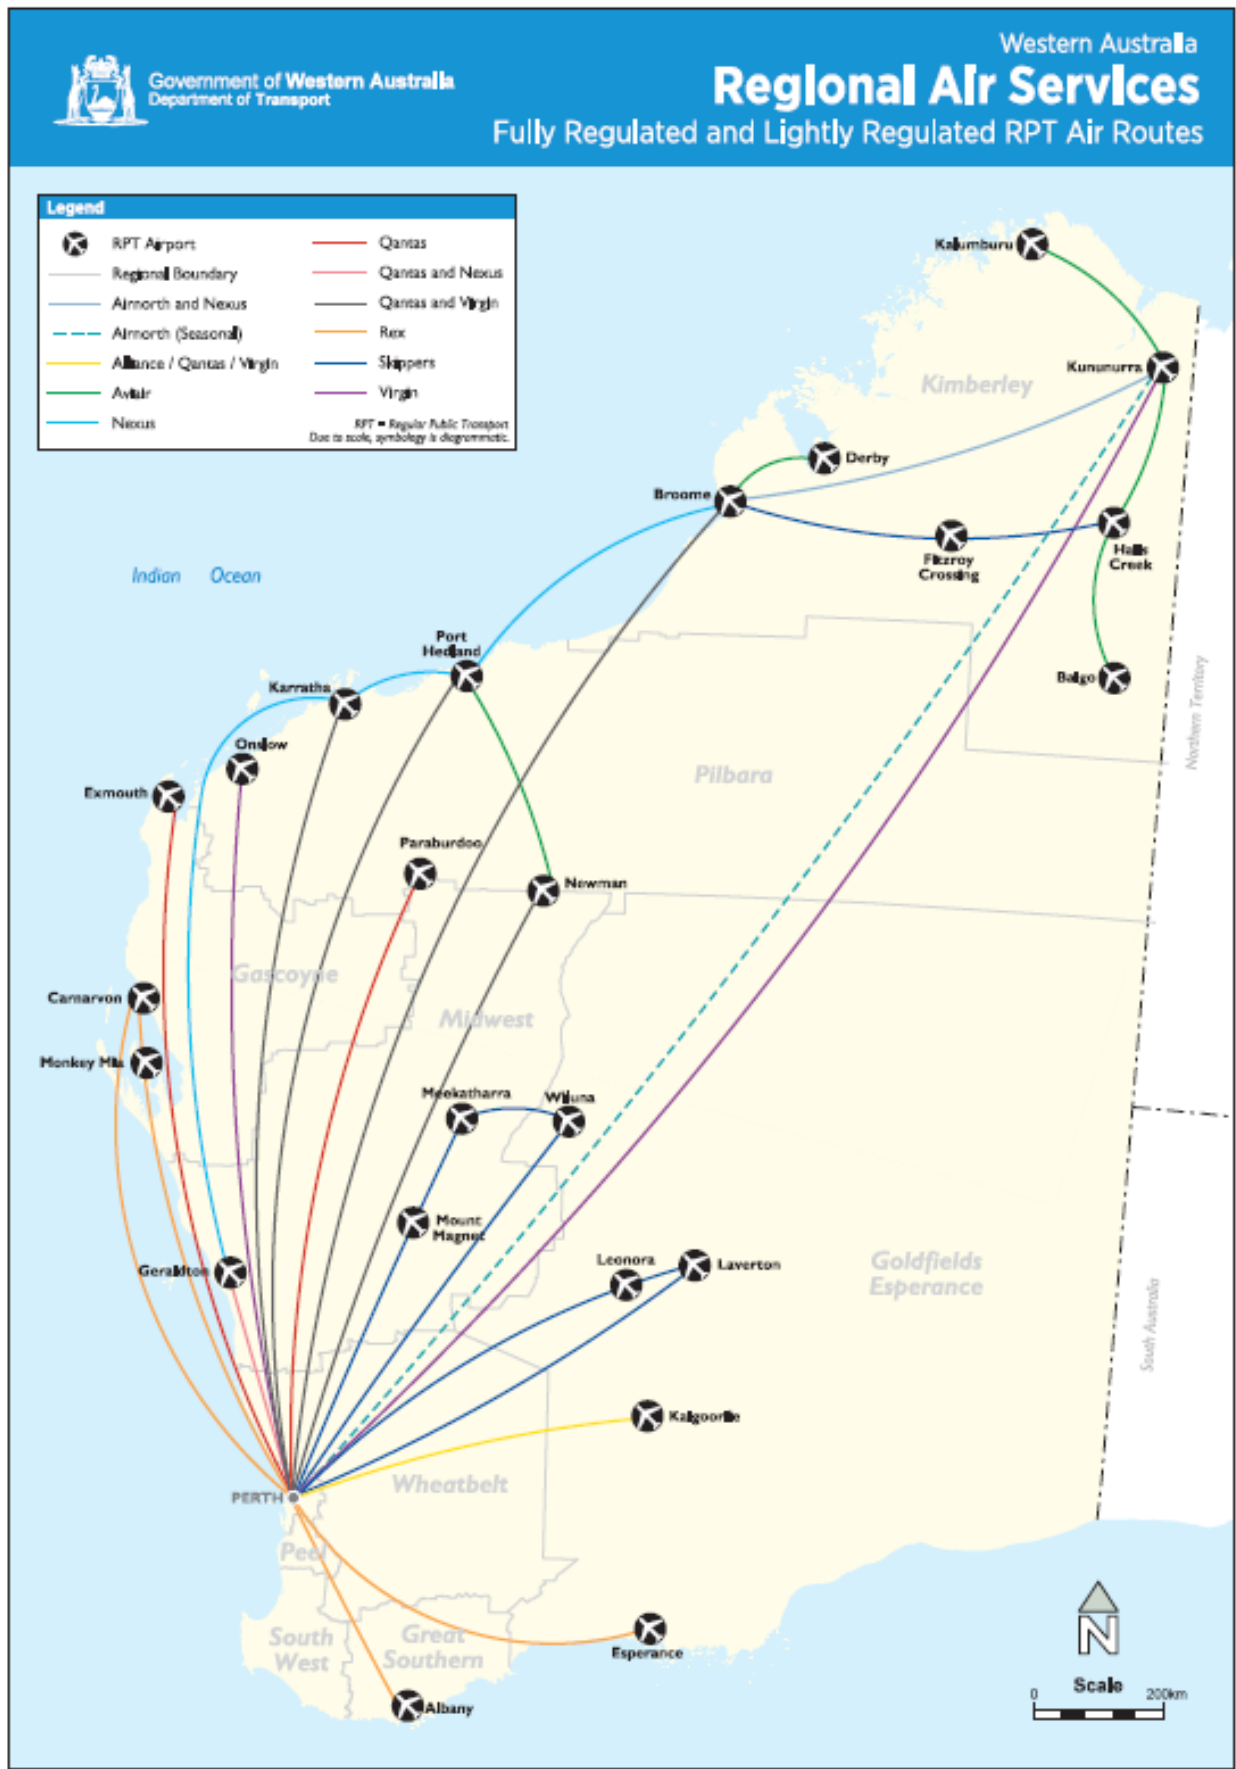 Government of Western Australia
Department of Transport
Western Australia
Regional Air Services
Fully Regulated and Lightly Regulated RPT Air Routes
Legend
RPT Airport
Regional Boundary
Airnorth and Nexus
Airnorth (Seasonal)
Alliance / Qantas / Virgin
Aviair
Nexus
Qantas
Qantas and Nexus
Qantas and Virgin
Rex
Skippers
Virgin
RPT = Regular Public Transport
Due to scale, symbology is diagrammatic.
Kalumburu
Kununurra
Kimberley
Derby
Broome
Fitzroy
Crossing
Halls
Creek
Indian Ocean
Port
Hedland
Balgo
Northern Territory
Karratha
Onslow
Exmouth
Pilbara
Paraburdoo
Newman
Gascoyne
Carnarvon
Midwest
Monkey Mia
Meekatharra
Wiluna
Mount
Magnet
Geraldton
Leonora
Laverton
Goldfields
Esperance
South Australia
Kalgoorlie
Wheatbelt
PERTH
Peel
South
West
Great
Southern
Esperance
Albany
N
Scale
0
200km